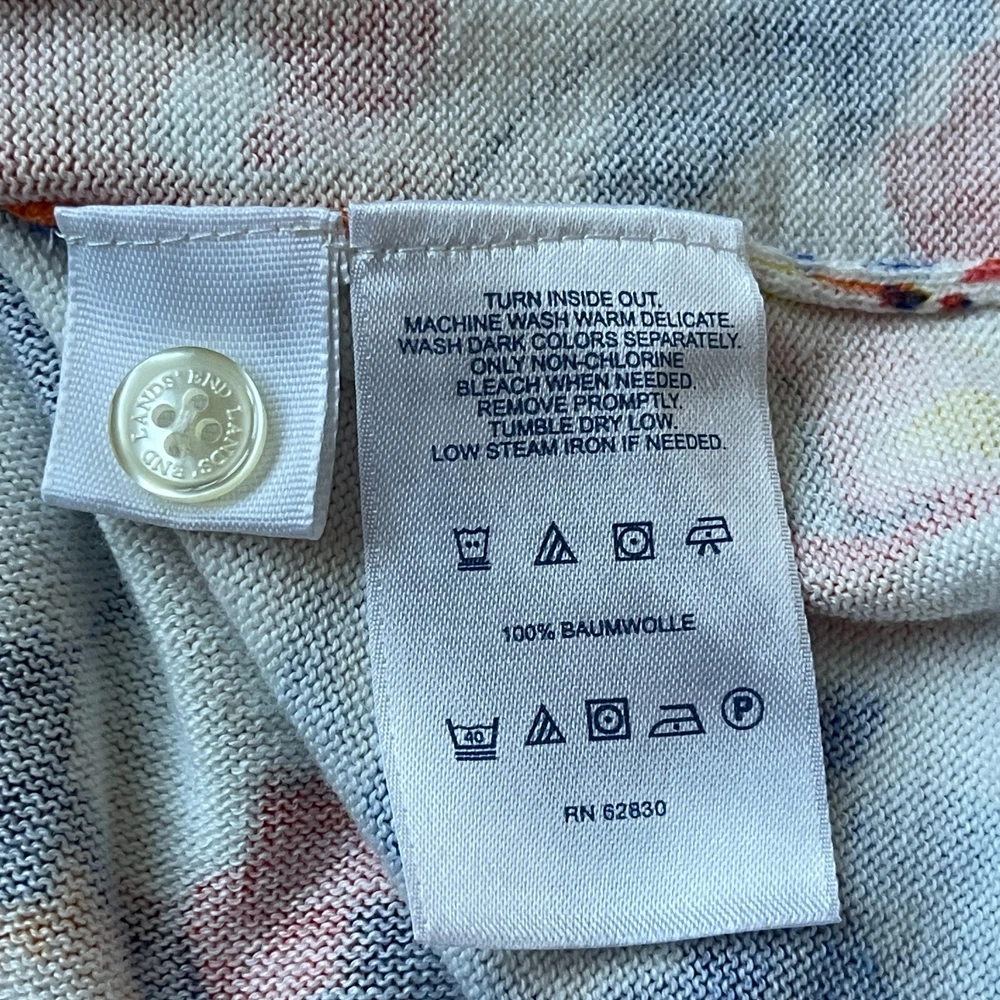 LANDS' END LANDS' END
TURN INSIDE OUT.
MACHINE WASH WARM DELICATE.
WASH DARK COLORS SEPARATELY.
ONLY NON-CHLORINE
BLEACH WHEN NEEDED.
REMOVE PROMPTLY.
TUMBLE DRY LOW.
LOW STEAM IRON IF NEEDED.
100% BAUMWOLLE
40 P
RN 62830